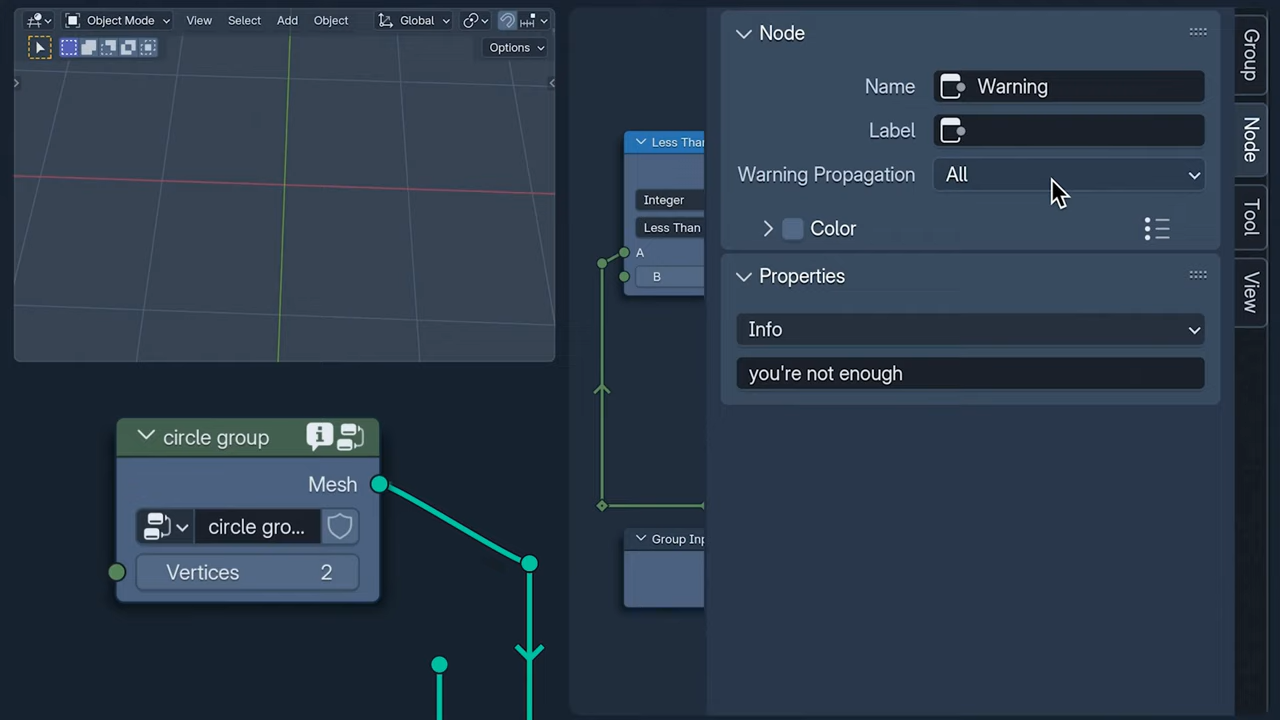 Object Mode
View
Select
Add
Object
Global
Options
circle group
Mesh
circle gro...
Vertices 2
Less Than
Integer
Less Than
A
B
Group Inp
Node
Name Warning
Label
Warning Propagation All
Color
Properties
Info
you're not enough
Group
Node
Tool
View